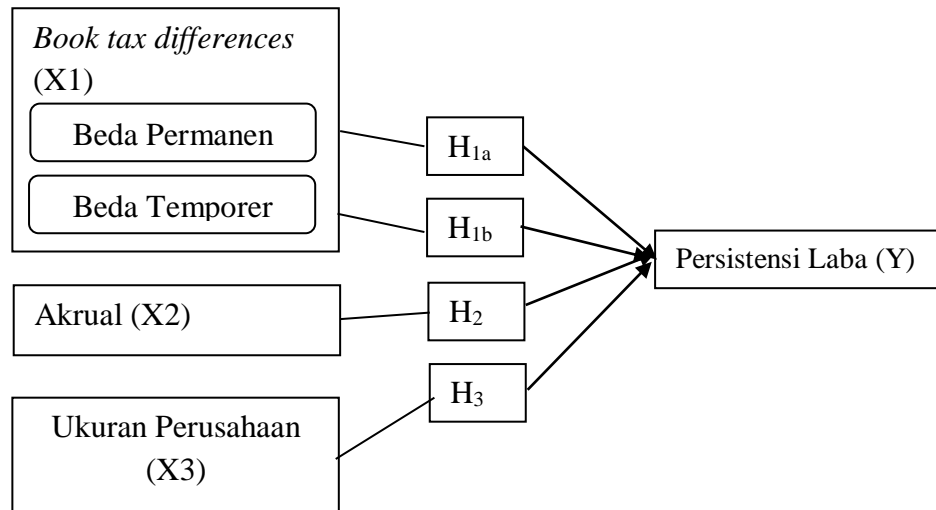 Book tax differences
(X1)
Beda Permanen
Beda Temporer
H1a
H1b
Akrual (X2)
H2
Ukuran Perusahaan
(X3)
H3
Persistensi Laba (Y)